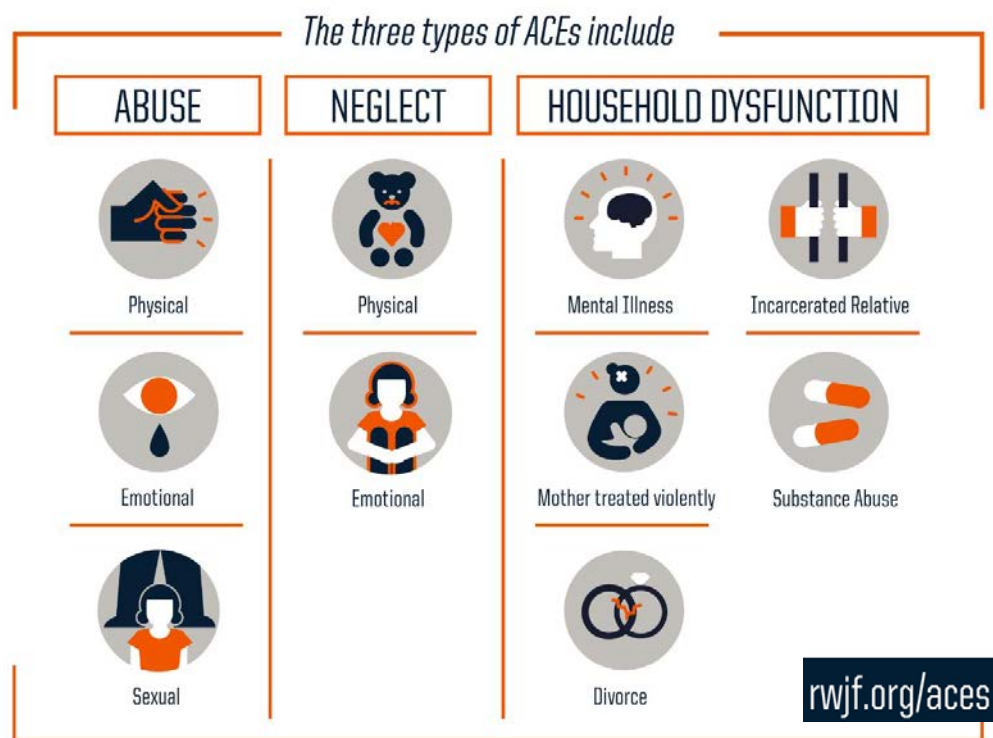 The three types of ACEs include
ABUSE
NEGLECT
HOUSEHOLD DYSFUNCTION
Physical
Physical
Mental Illness
Incarcerated Relative
Emotional
Emotional
Mother treated violently
Substance Abuse
Sexual
Divorce
rwjf.org/aces